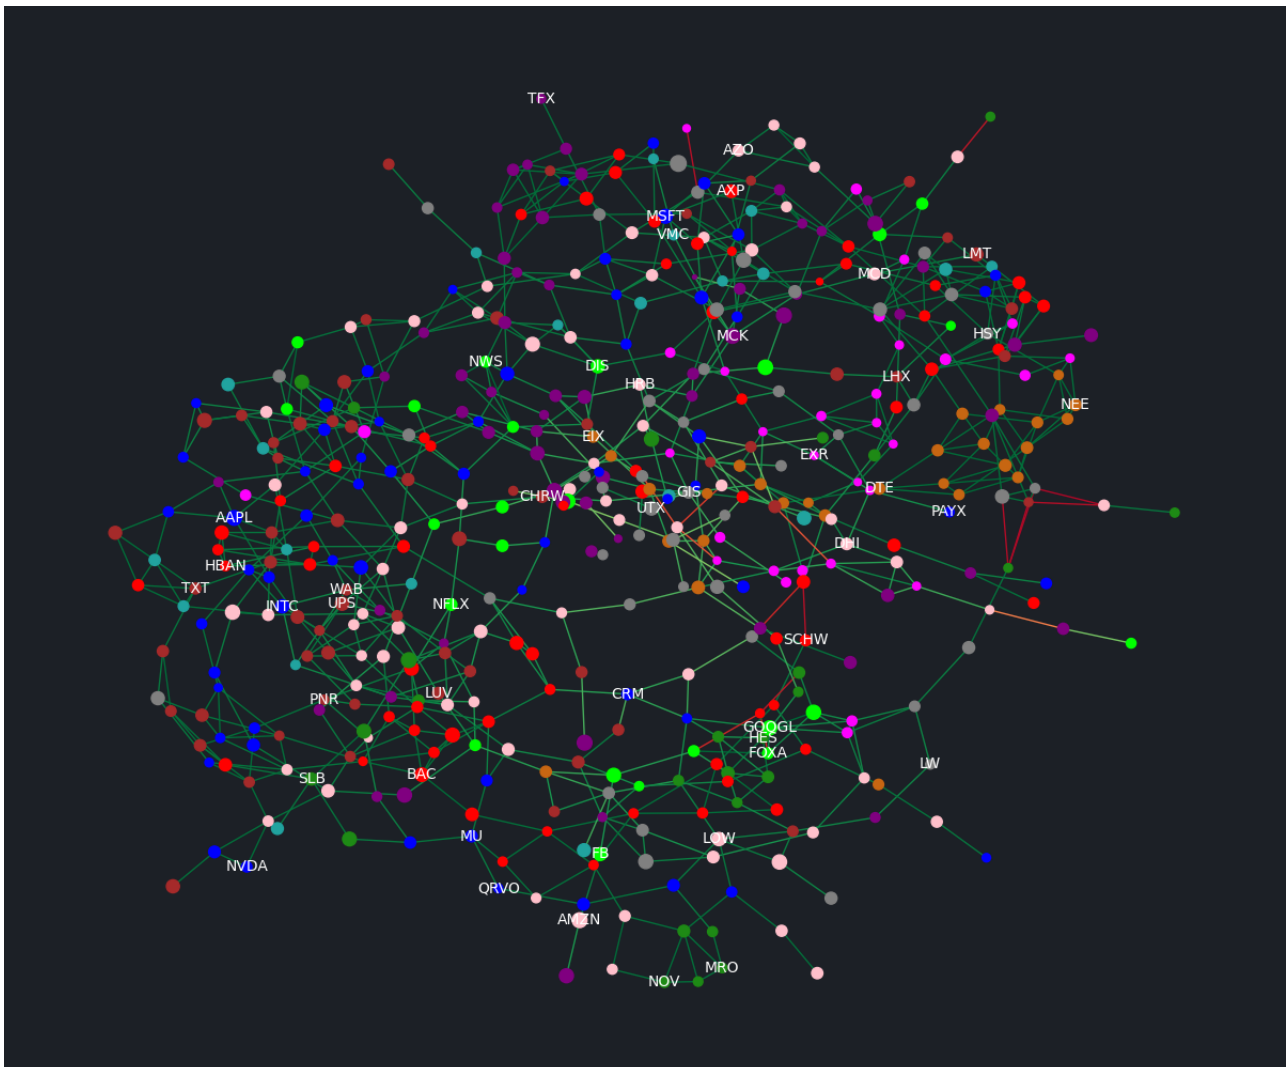 TFX
AZO
AXP
MSFT
VMC
LMT
MCD
MCK
HSY
NWS
DIS
HRB
LHX
NEE
EIX
EXR
DTE
CHRW
GIS
UTX
PAYX
AAPL
DHI
HBAN
TXT
WAB
UPS
INTC
NFLX
SCHW
PNR
LUV
CRM
GOOGL
HES
FOXA
LW
SLB
BAC
MU
LOW
FB
NVDA
QRVO
AMZN
MRO
NOV